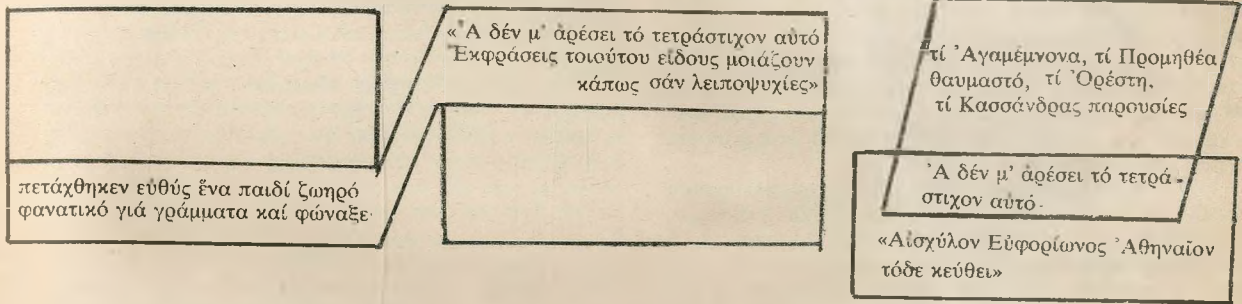 πετάχθηκεν εὐθύς ἕνα παιδί ζωηρό
φανατικό γιά γράμματα καί φώναξε·
«Ἀ δέν μ' ἀρέσει τό τετράστιχον αὐτό
Ἐκφράσεις τοιούτου εἴδους μοιάζουν
κάπως σάν λειποψυχίες»
τί Ἀγαμέμνονα, τί Προμηθέα
θαυμαστό, τί Ὀρέστη.
τί Κασσάνδρας παρουσίες
Ἀ δέν μ' ἀρέσει τό τετρά-
στιχον αὐτό.
«Αἰσχύλον Εὐφορίωνος Ἀθηναῖον
τόδε κεύθει»